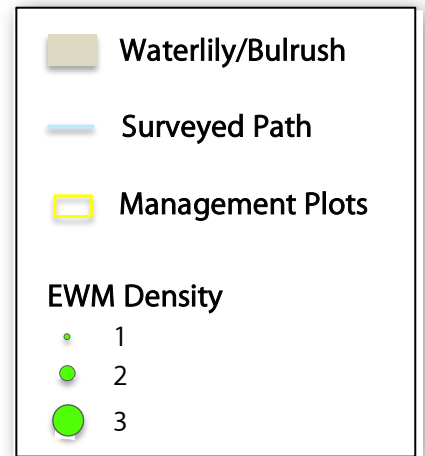 Waterlily/Bulrush
Surveyed Path
Management Plots
EWM Density
1
2
3